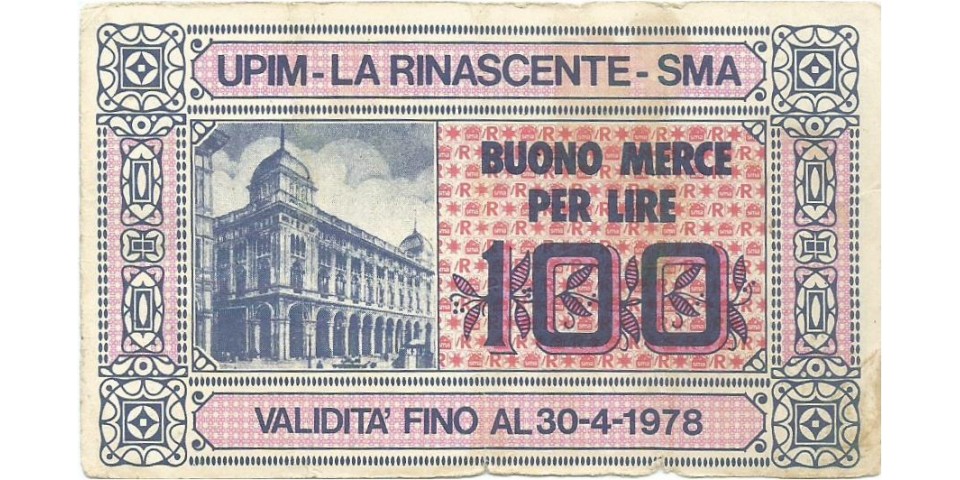 UPIM - LA RINASCENTE - SMA
BUONO MERCE
PER LIRE
100
VALIDITA' FINO AL 30-4-1978